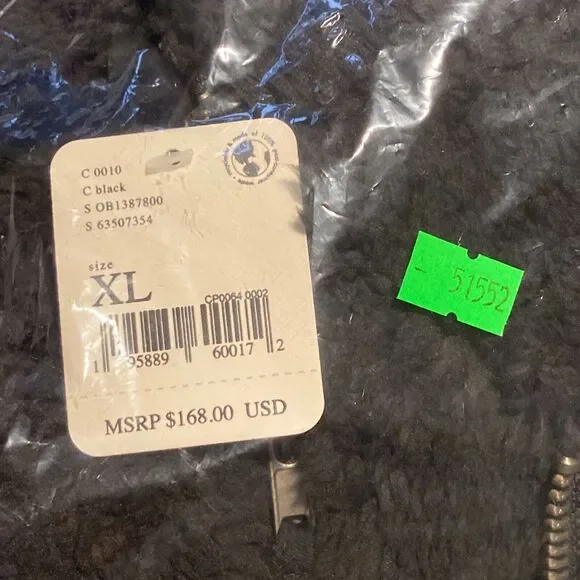 C 0010
C black
S OB1387800
S 63507354
size
XL
CP0064 0002
1 95889 60017 2
MSRP $168.00 USD
51552